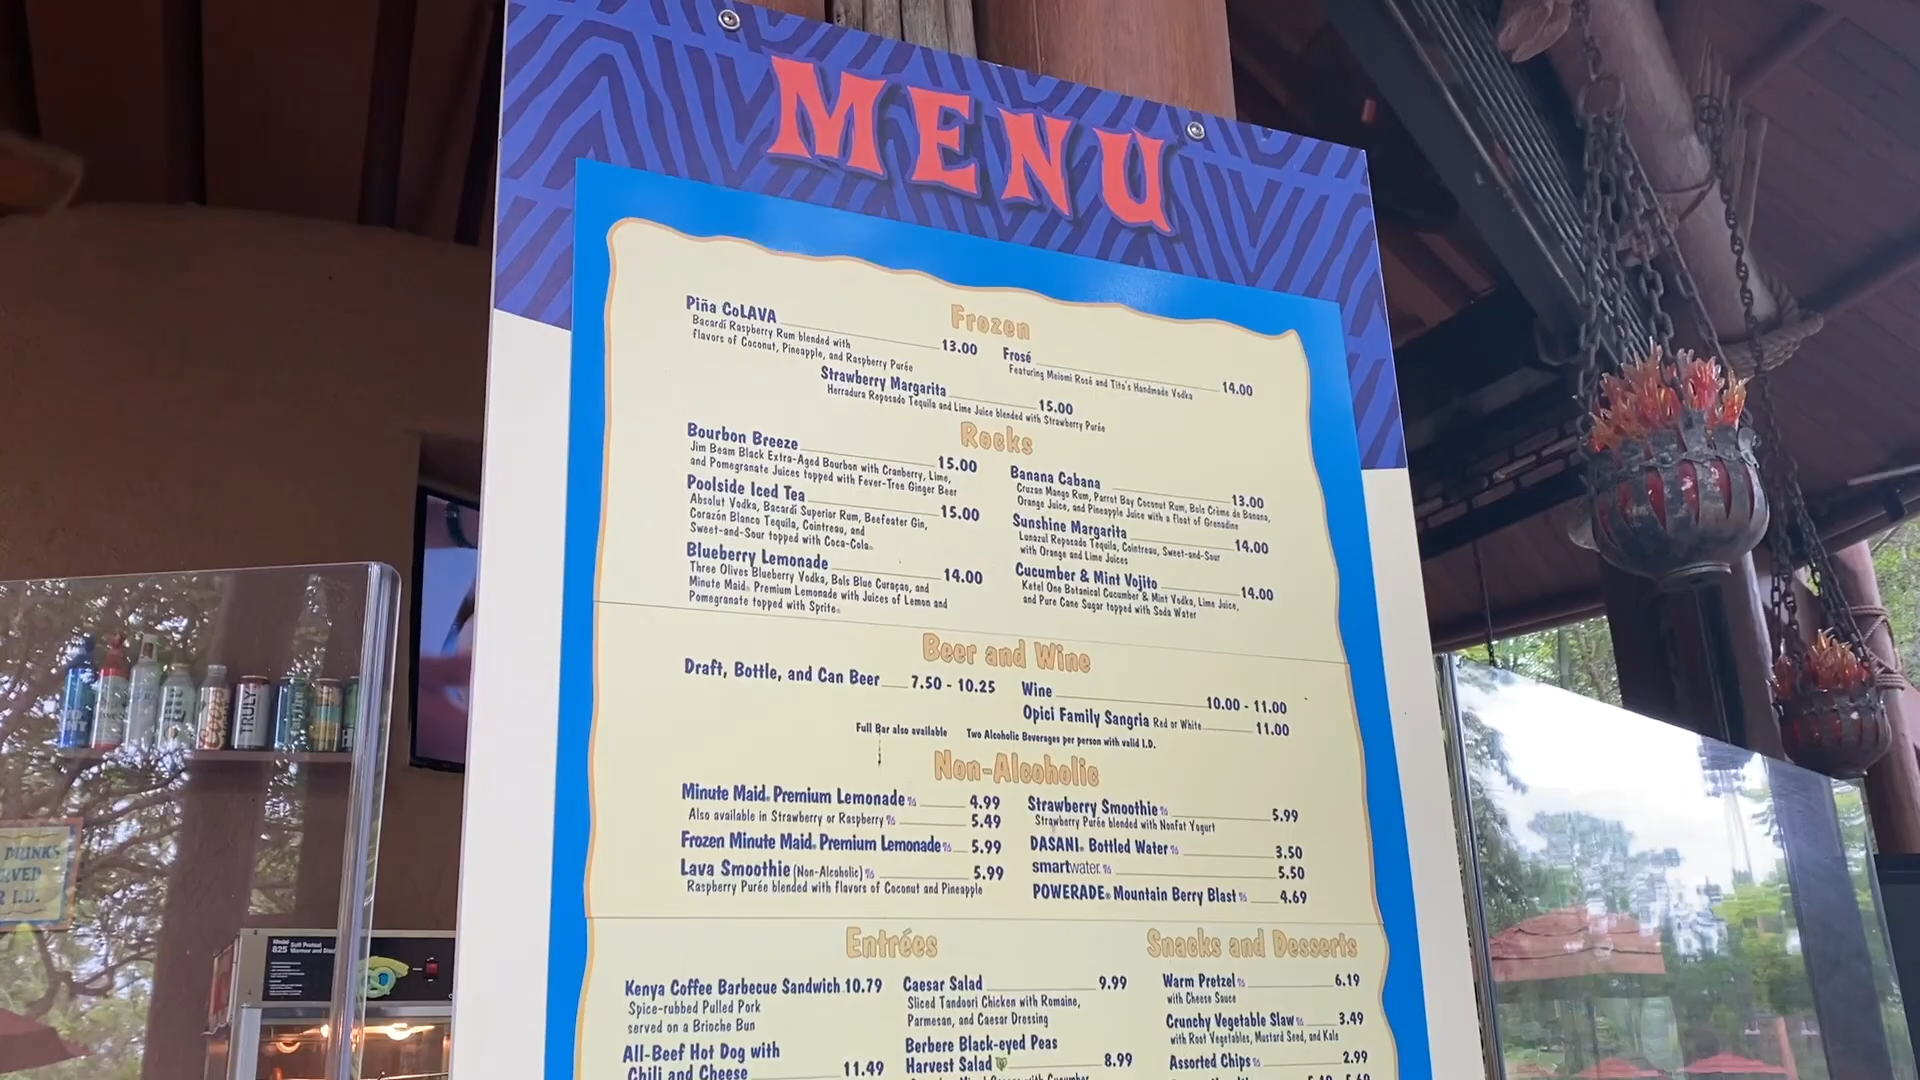 MENU
Frozen
Piña CoLAVA 13.00
Bacardí Raspberry Rum blended with
flavors of Coconut, Pineapple, and Raspberry Purée
Frosé 14.00
Featuring Meiomi Rosé and Tito's Handmade Vodka
Strawberry Margarita 15.00
Herradura Reposado Tequila and Lime Juice blended with Strawberry Purée
Rocks
Bourbon Breeze 15.00
Jim Beam Black Extra-Aged Bourbon with Cranberry, Lime,
and Pomegranate Juices topped with Fever-Tree Ginger Beer
Poolside Iced Tea 15.00
Absolut Vodka, Bacardí Superior Rum, Beefeater Gin,
Corazón Blanco Tequila, Cointreau, and
Sweet-and-Sour topped with Coca-Cola®
Blueberry Lemonade 14.00
Three Olives Blueberry Vodka, Bols Blue Curaçao, and
Minute Maid® Premium Lemonade with Juices of Lemon and
Pomegranate topped with Sprite®
Banana Cabana 13.00
Cruzan Mango Rum, Parrot Bay Coconut Rum, Bols Crème de Banana,
Orange Juice, and Pineapple Juice with a Float of Grenadine
Sunshine Margarita 14.00
Lunazul Reposado Tequila, Cointreau, Sweet-and-Sour
with Orange and Lime Juices
Cucumber & Mint Vojito 14.00
Ketel One Botanical Cucumber & Mint Vodka, Lime Juice,
and Pure Cane Sugar topped with Soda Water
Beer and Wine
Draft, Bottle, and Can Beer 7.50 - 10.25
Wine 10.00 - 11.00
Opici Family Sangria Red or White 11.00
Full Bar also available Two Alcoholic Beverages per person with valid I.D.
Non-Alcoholic
Minute Maid® Premium Lemonade 4.99
Also available in Strawberry or Raspberry 5.49
Frozen Minute Maid® Premium Lemonade 5.99
Lava Smoothie (Non-Alcoholic) 5.99
Raspberry Purée blended with flavors of Coconut and Pineapple
Strawberry Smoothie 5.99
Strawberry Purée blended with Nonfat Yogurt
DASANI® Bottled Water 3.50
smartwater® 5.50
POWERADE® Mountain Berry Blast 4.69
Entrées
Kenya Coffee Barbecue Sandwich 10.79
Spice-rubbed Pulled Pork
served on a Brioche Bun
All-Beef Hot Dog with
Chili and Cheese 11.49
Caesar Salad 9.99
Sliced Tandoori Chicken with Romaine,
Parmesan, and Caesar Dressing
Berbere Black-eyed Peas
Harvest Salad 8.99
Snacks and Desserts
Warm Pretzel 6.19
with Cheese Sauce
Crunchy Vegetable Slaw 3.49
with Root Vegetables, Mustard Seed, and Kale
Assorted Chips 2.99
TRULY
DRINKS
I.D.
Model
825 Soft Pretzel